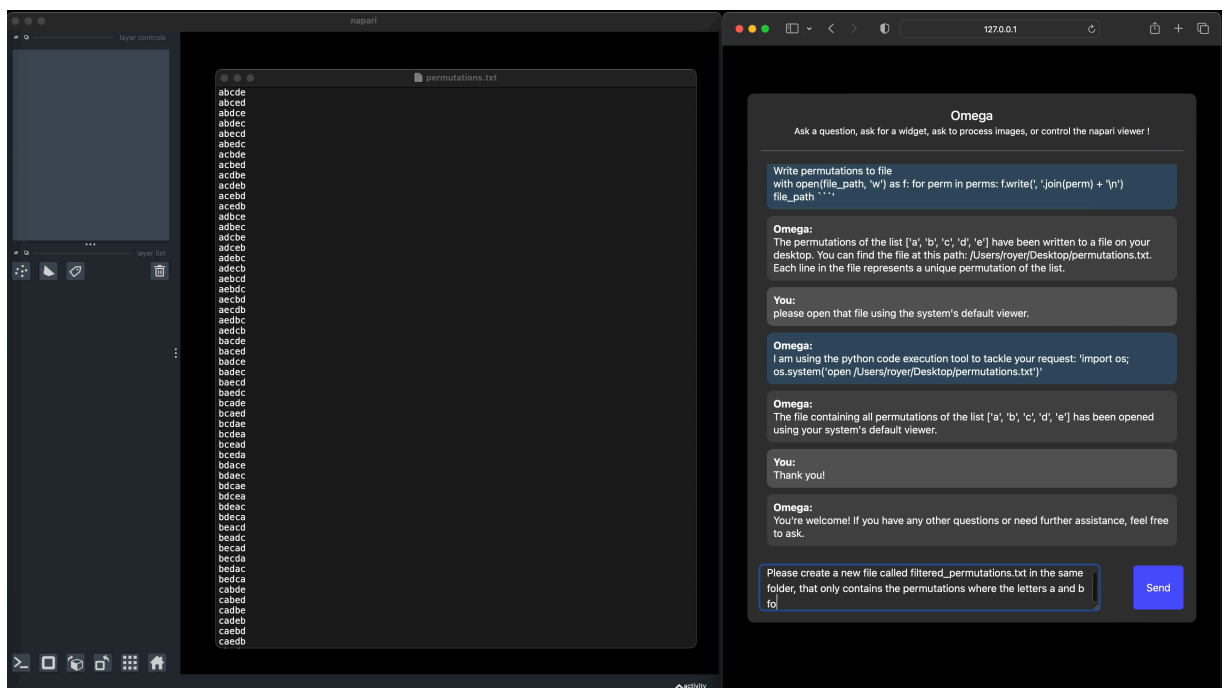 napari
layer controls
layer list
activity
permutations.txt
abcde
abced
abdce
abdec
abecd
abedc
acbde
acbed
acdbe
acdeb
acebd
acedb
adbce
adbec
adcbe
adceb
adebc
adecb
aebcd
aebdc
aecbd
aecdb
aedbc
aedcb
bacde
baced
badce
badec
baecd
baedc
bcade
bcaed
bcdae
bcdea
bcead
bceda
bdace
bdaec
bdcae
bdcea
bdeac
bdeca
beacd
beadc
becad
becda
bedac
bedca
cabde
cabed
cadbe
cadeb
caebd
caedb
127.0.0.1
Omega
Ask a question, ask for a widget, ask to process images, or control the napari viewer !
Write permutations to file
with open(file_path, 'w') as f: for perm in perms: f.write(', '.join(perm) + '\n')
file_path ```'
Omega:
The permutations of the list ['a', 'b', 'c', 'd', 'e'] have been written to a file on your
desktop. You can find the file at this path: /Users/royer/Desktop/permutations.txt.
Each line in the file represents a unique permutation of the list.
You:
please open that file using the system's default viewer.
Omega:
I am using the python code execution tool to tackle your request: 'import os;
os.system('open /Users/royer/Desktop/permutations.txt')'
Omega:
The file containing all permutations of the list ['a', 'b', 'c', 'd', 'e'] has been opened
using your system's default viewer.
You:
Thank you!
Omega:
You're welcome! If you have any other questions or need further assistance, feel free
to ask.
Please create a new file called filtered_permutations.txt in the same
folder, that only contains the permutations where the letters a and b
fo
Send